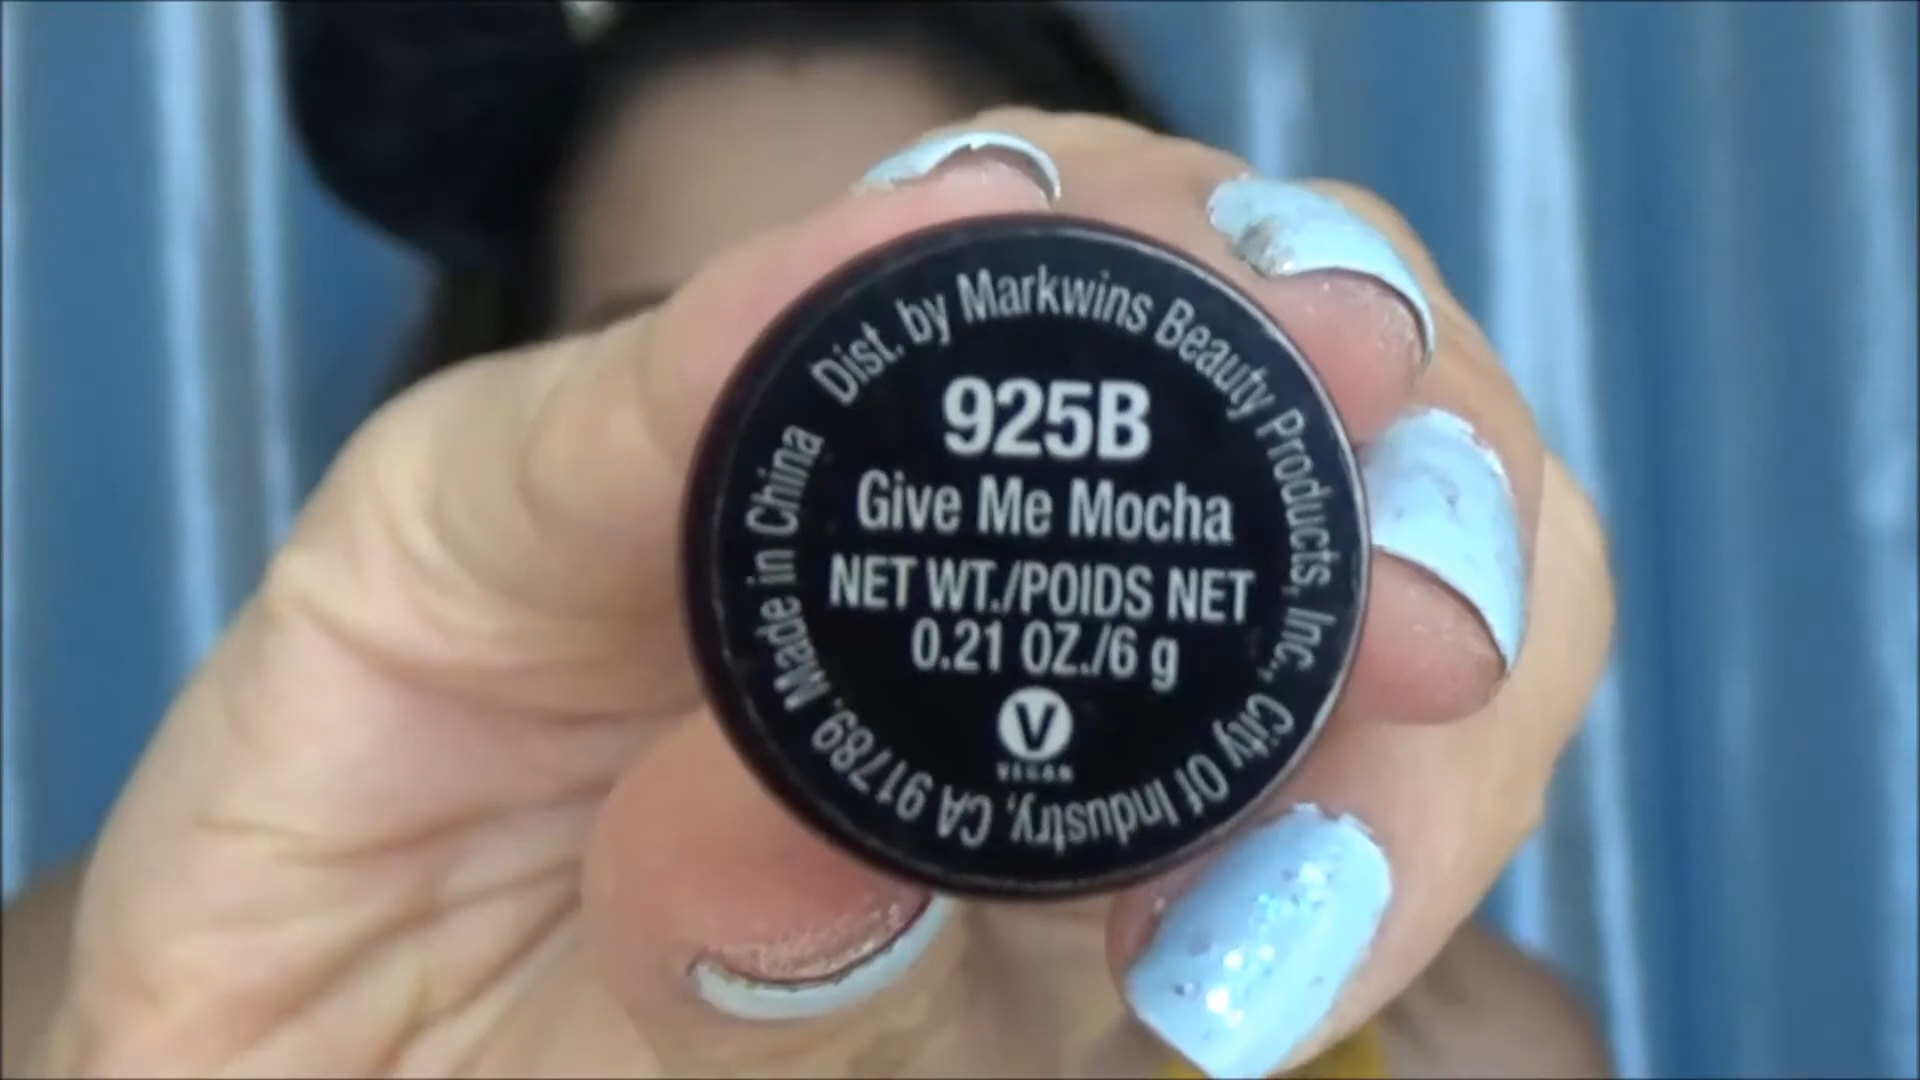 Dist. by Markwins Beauty Products, Inc., City Of Industry, CA 91789. Made in China
925B
Give Me Mocha
NET WT./POIDS NET
0.21 OZ./6 g
V
VEGAN